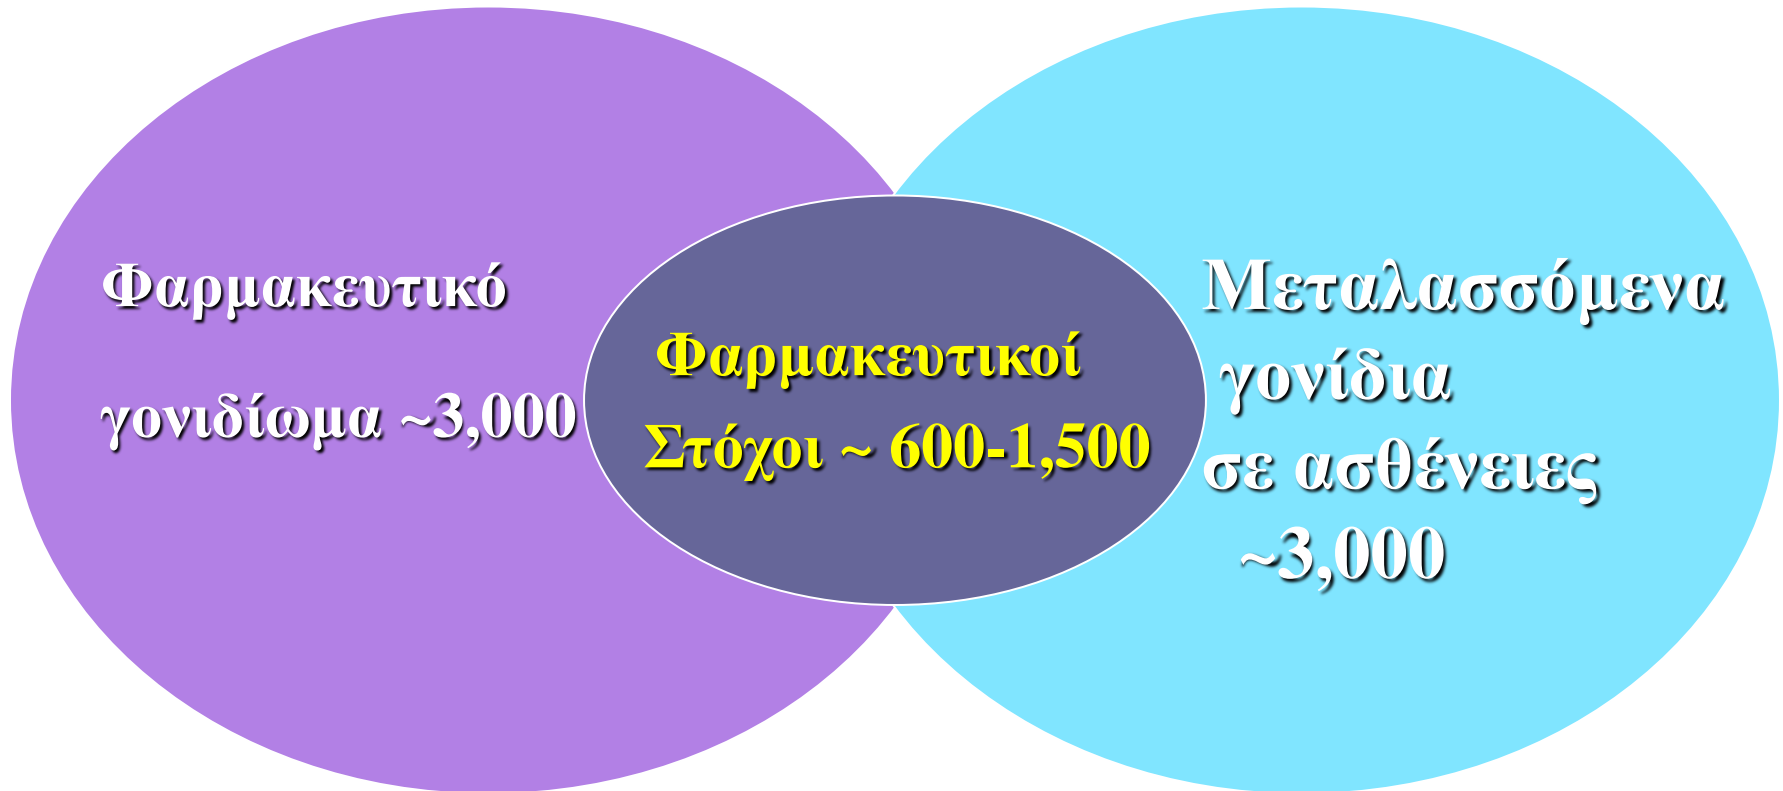 Φαρμακευτικό
γονιδίωμα ~3,000
Φαρμακευτικοί
Στόχοι ~ 600-1,500
Μεταλασσόμενα
γονίδια
σε ασθένειες
~3,000